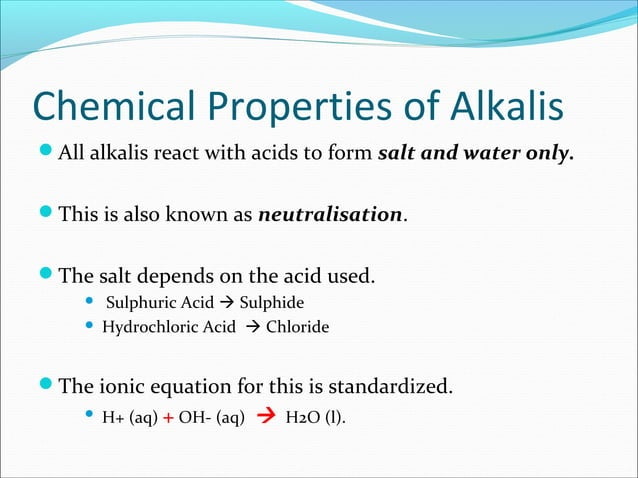 Chemical Properties of Alkalis
All alkalis react with acids to form salt and water only.
This is also known as neutralisation.
The salt depends on the acid used.
Sulphuric Acid → Sulphide
Hydrochloric Acid → Chloride
The ionic equation for this is standardized.
H+ (aq) + OH- (aq) → H2O (l).